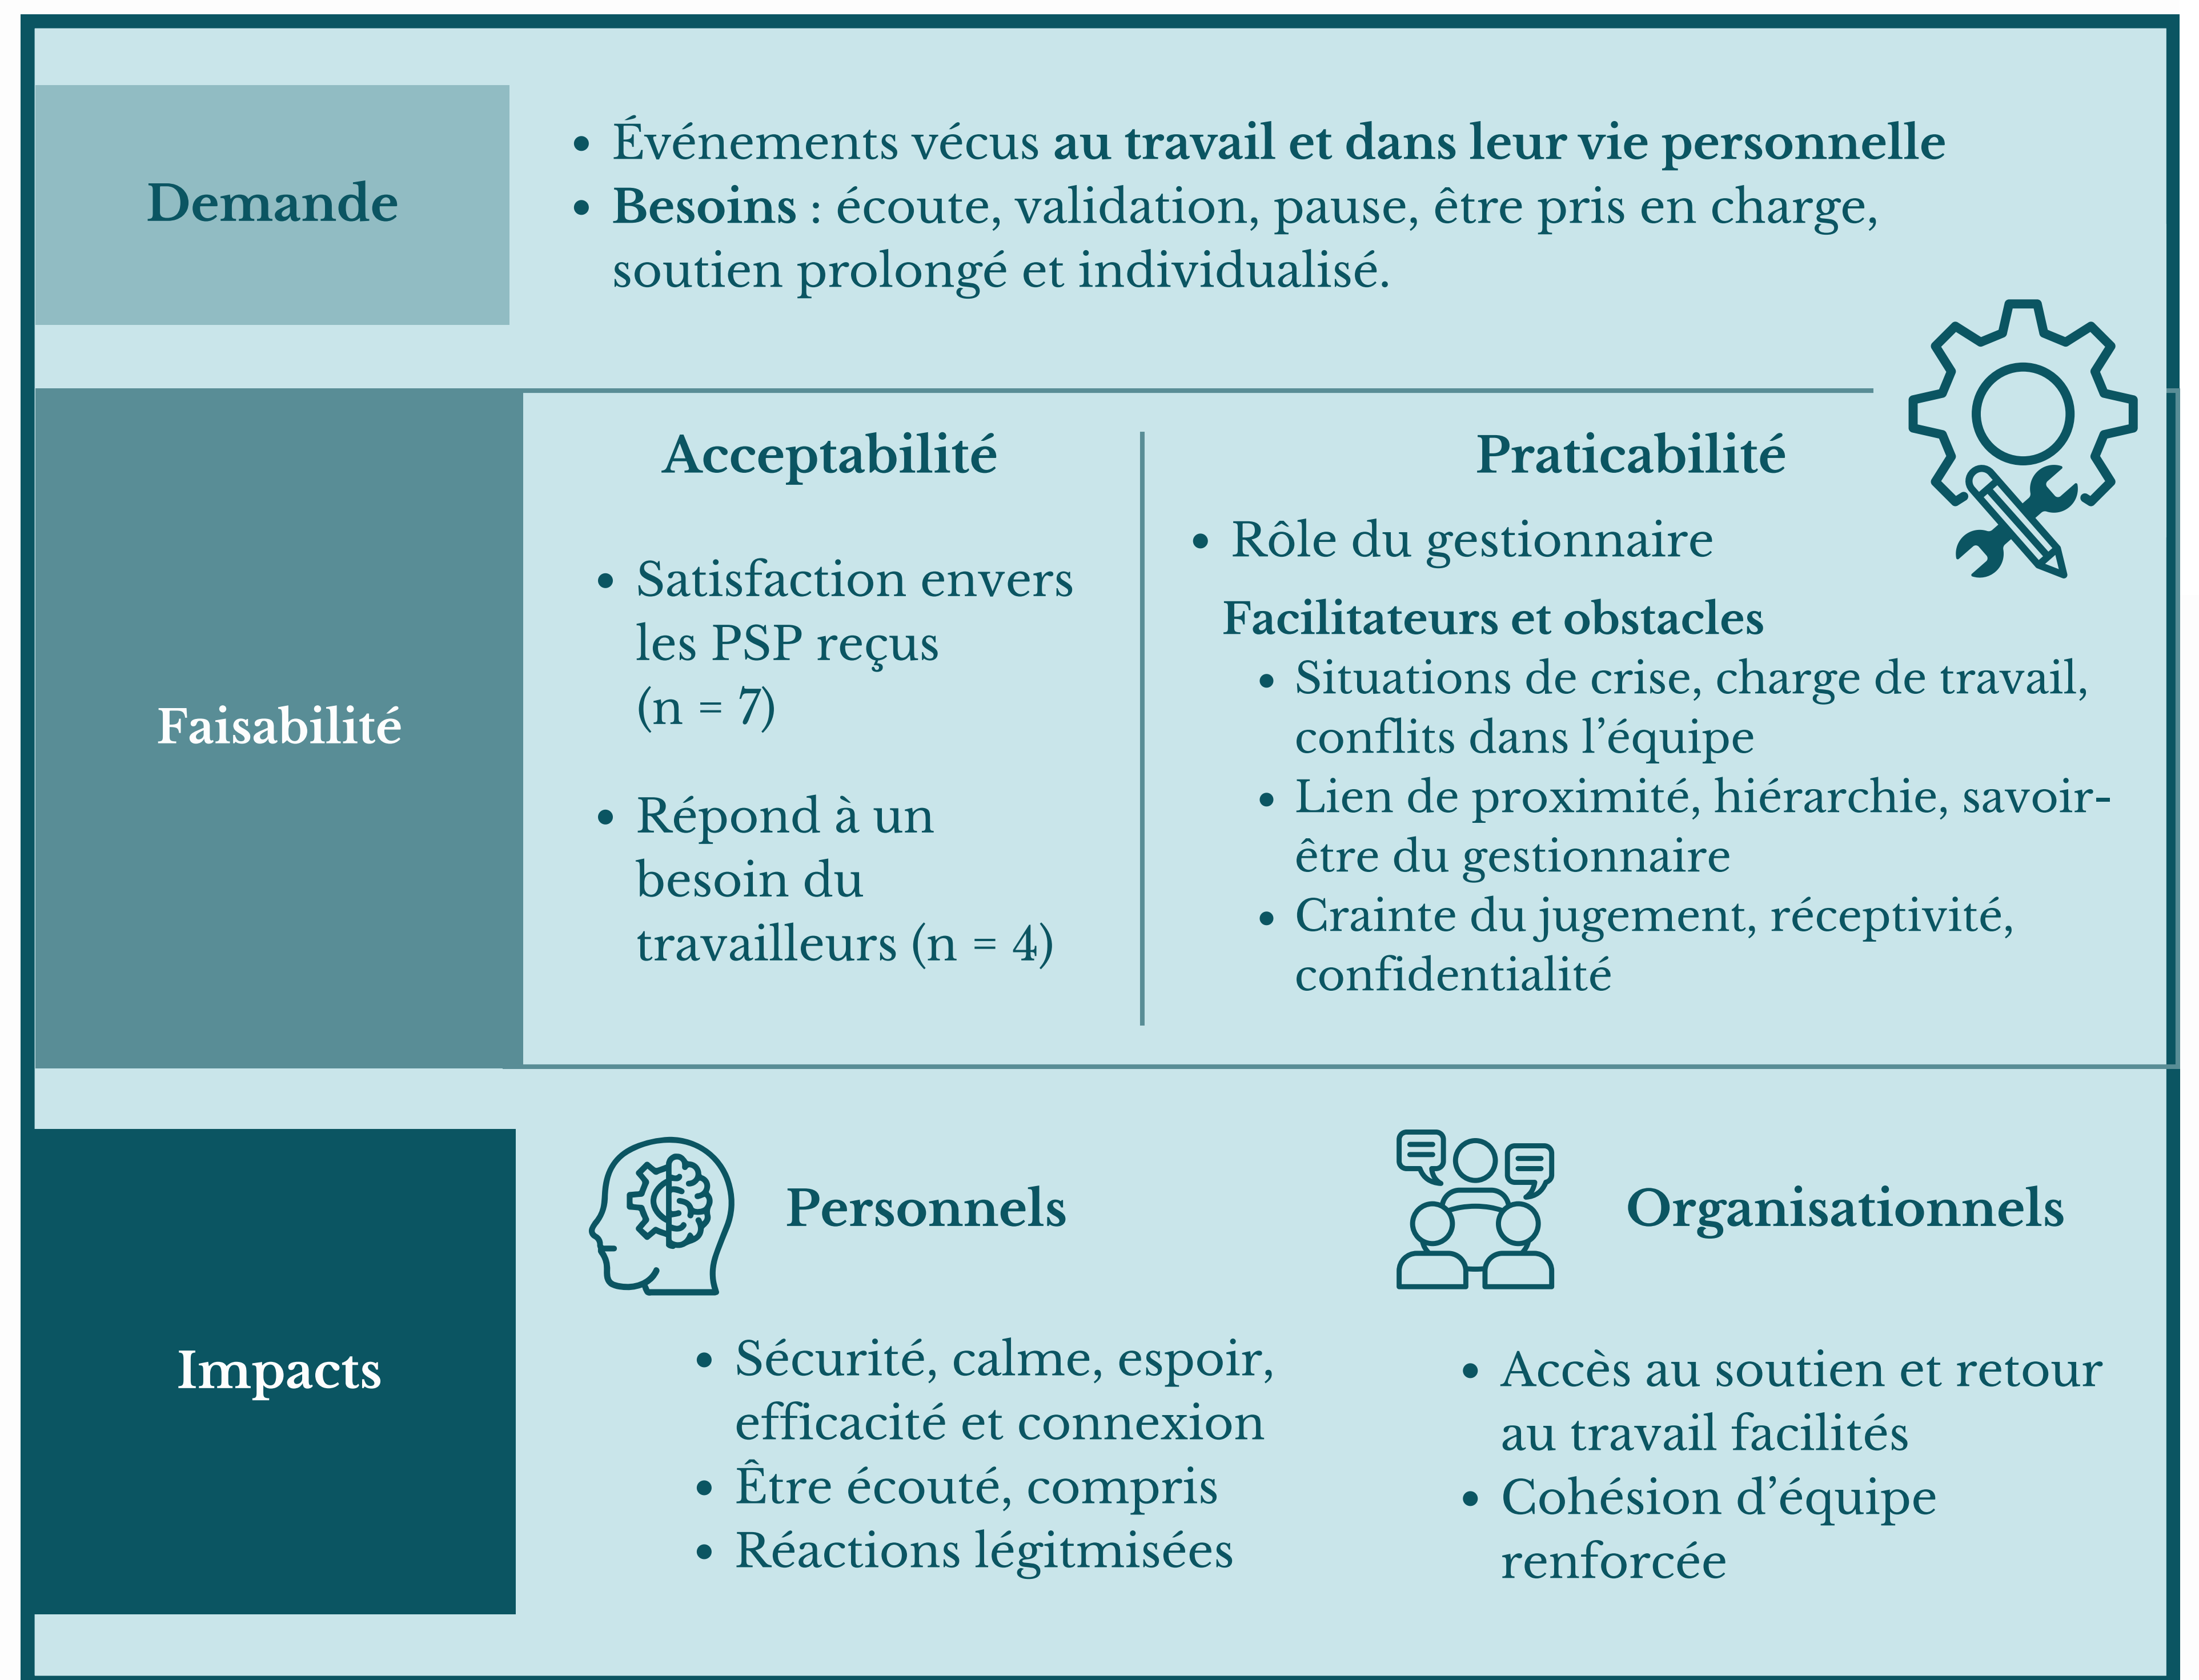 Demande
• Événements vécus au travail et dans leur vie personnelle
• Besoins : écoute, validation, pause, être pris en charge,
soutien prolongé et individualisé.
Faisabilité
Acceptabilité
• Satisfaction envers
les PSP reçus
(n = 7)
• Répond à un
besoin du
travailleurs (n = 4)
Praticabilité
• Rôle du gestionnaire
Facilitateurs et obstacles
• Situations de crise, charge de travail,
conflits dans l’équipe
• Lien de proximité, hiérarchie, savoir-
être du gestionnaire
• Crainte du jugement, réceptivité,
confidentialité
Impacts
Personnels
• Sécurité, calme, espoir,
efficacité et connexion
• Être écouté, compris
• Réactions légitmisées
Organisationnels
• Accès au soutien et retour
au travail facilités
• Cohésion d’équipe
renforcée